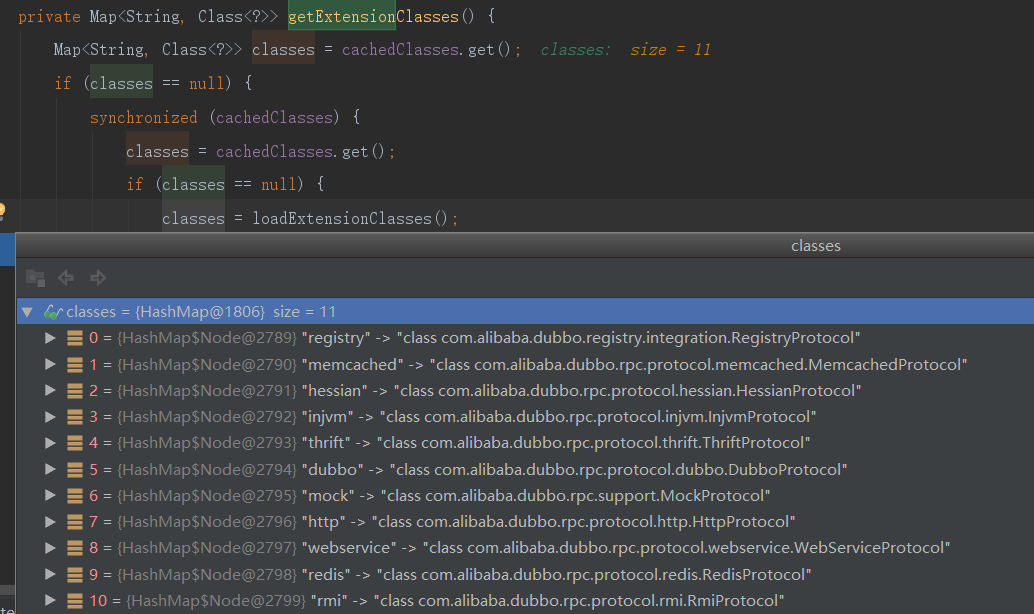 private Map<String, Class<?>> getExtensionClasses() {
Map<String, Class<?>> classes = cachedClasses.get(); classes: size = 11
if (classes == null) {
synchronized (cachedClasses) {
classes = cachedClasses.get();
if (classes == null) {
classes = loadExtensionClasses();
classes
classes = {HashMap@1806} size = 11
0 = {HashMap$Node@2789} "registry" -> "class com.alibaba.dubbo.registry.integration.RegistryProtocol"
1 = {HashMap$Node@2790} "memcached" -> "class com.alibaba.dubbo.rpc.protocol.memcached.MemcachedProtocol"
2 = {HashMap$Node@2791} "hessian" -> "class com.alibaba.dubbo.rpc.protocol.hessian.HessianProtocol"
3 = {HashMap$Node@2792} "injvm" -> "class com.alibaba.dubbo.rpc.protocol.injvm.InjvmProtocol"
4 = {HashMap$Node@2793} "thrift" -> "class com.alibaba.dubbo.rpc.protocol.thrift.ThriftProtocol"
5 = {HashMap$Node@2794} "dubbo" -> "class com.alibaba.dubbo.rpc.protocol.dubbo.DubboProtocol"
6 = {HashMap$Node@2795} "mock" -> "class com.alibaba.dubbo.rpc.support.MockProtocol"
7 = {HashMap$Node@2796} "http" -> "class com.alibaba.dubbo.rpc.protocol.http.HttpProtocol"
8 = {HashMap$Node@2797} "webservice" -> "class com.alibaba.dubbo.rpc.protocol.webservice.WebServiceProtocol"
9 = {HashMap$Node@2798} "redis" -> "class com.alibaba.dubbo.rpc.protocol.redis.RedisProtocol"
10 = {HashMap$Node@2799} "rmi" -> "class com.alibaba.dubbo.rpc.protocol.rmi.RmiProtocol"